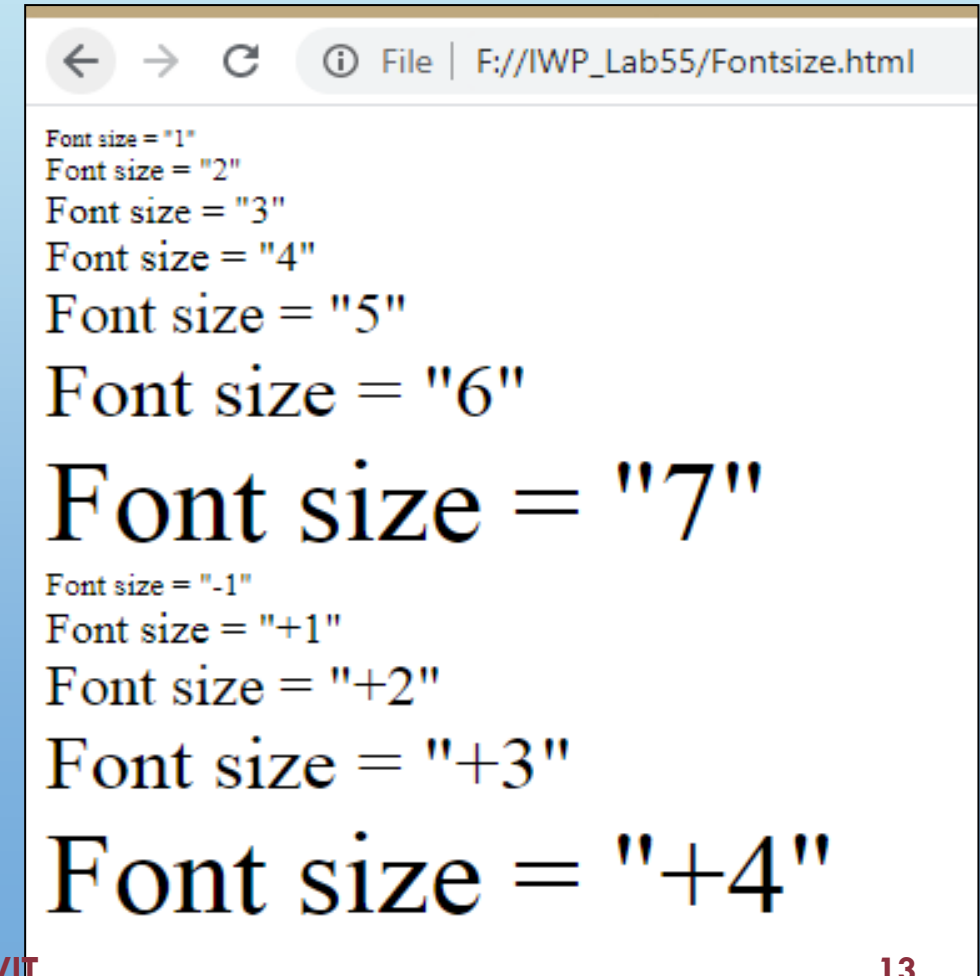 File | F://IWP_Lab55/Fontsize.html
Font size = "1"
Font size = "2"
Font size = "3"
Font size = "4"
Font size = "5"
Font size = "6"
Font size = "7"
Font size = "-1"
Font size = "+1"
Font size = "+2"
Font size = "+3"
Font size = "+4"
VIT 13